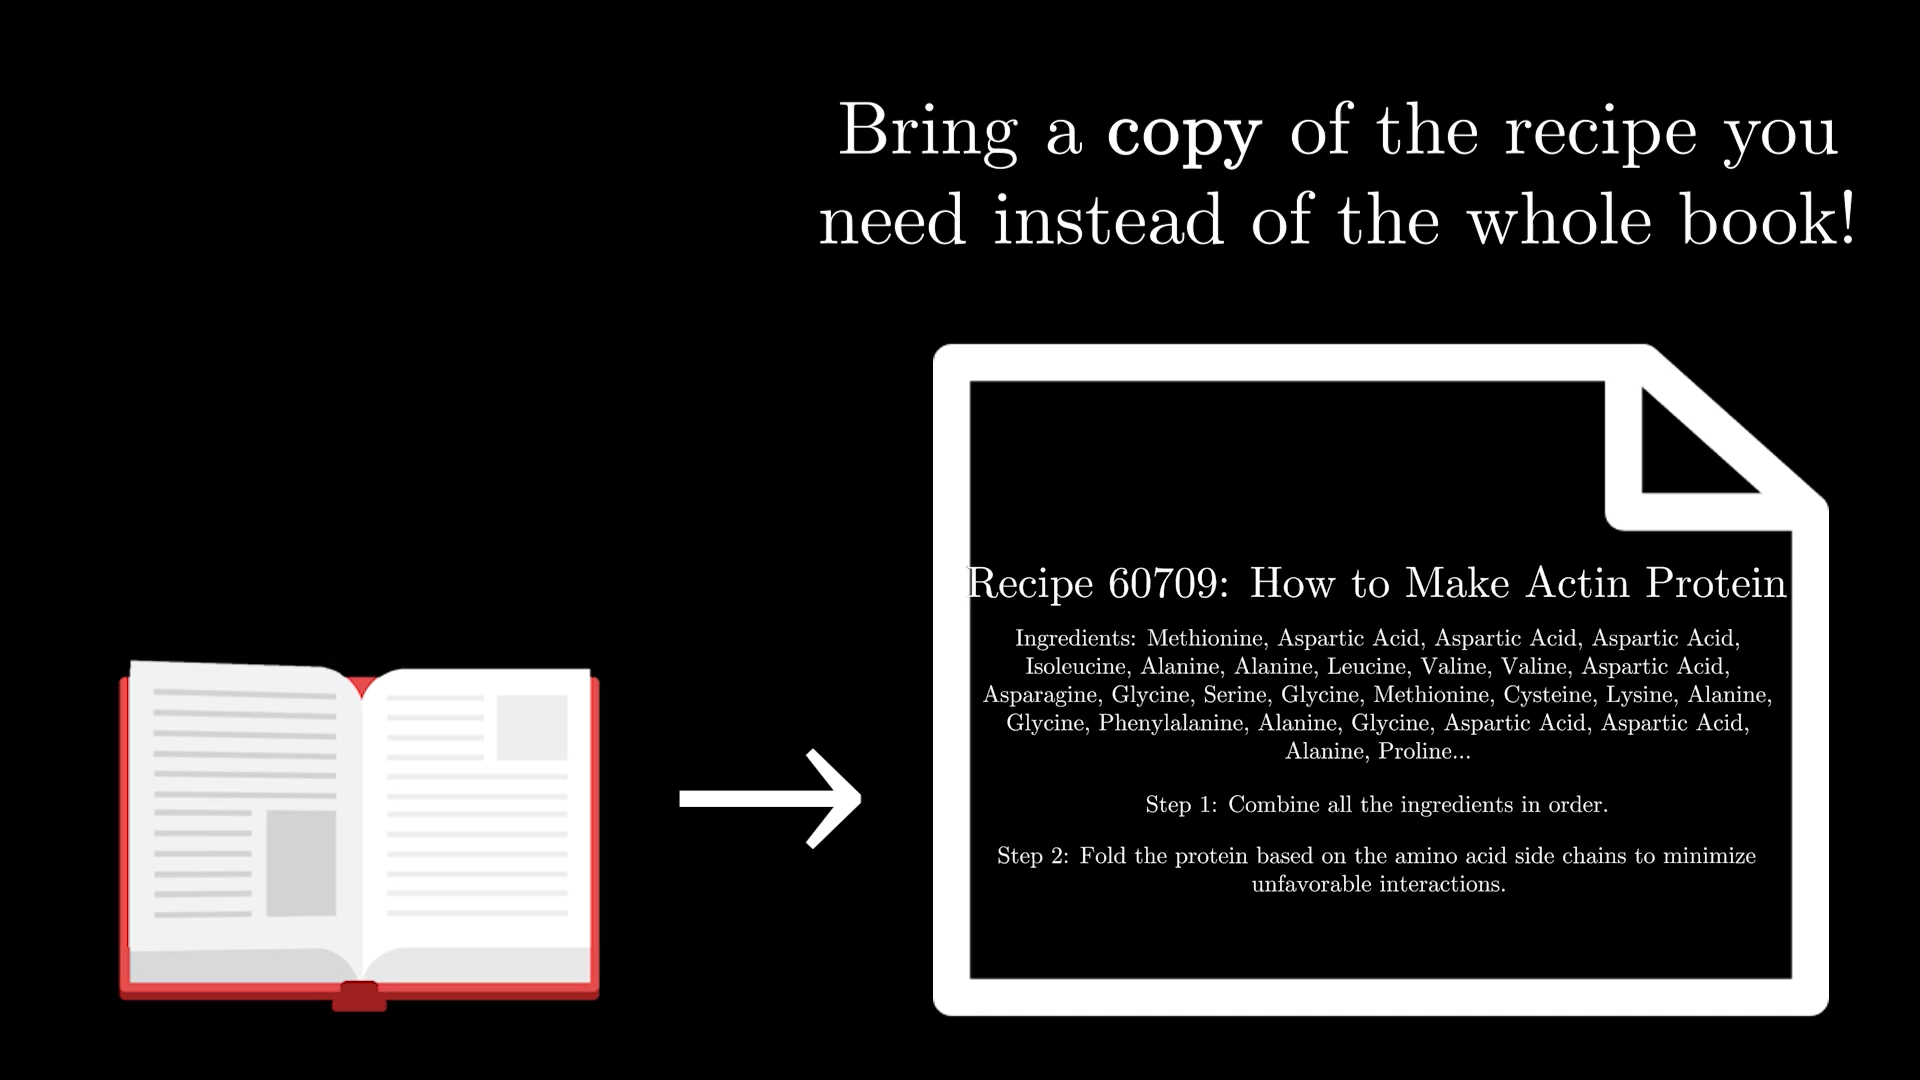 Bring a copy of the recipe you
need instead of the whole book!
Recipe 60709: How to Make Actin Protein
Ingredients: Methionine, Aspartic Acid, Aspartic Acid, Aspartic Acid,
Isoleucine, Alanine, Alanine, Leucine, Valine, Valine, Aspartic Acid,
Asparagine, Glycine, Serine, Glycine, Methionine, Cysteine, Lysine, Alanine,
Glycine, Phenylalanine, Alanine, Glycine, Aspartic Acid, Aspartic Acid,
Alanine, Proline...
Step 1: Combine all the ingredients in order.
Step 2: Fold the protein based on the amino acid side chains to minimize
unfavorable interactions.